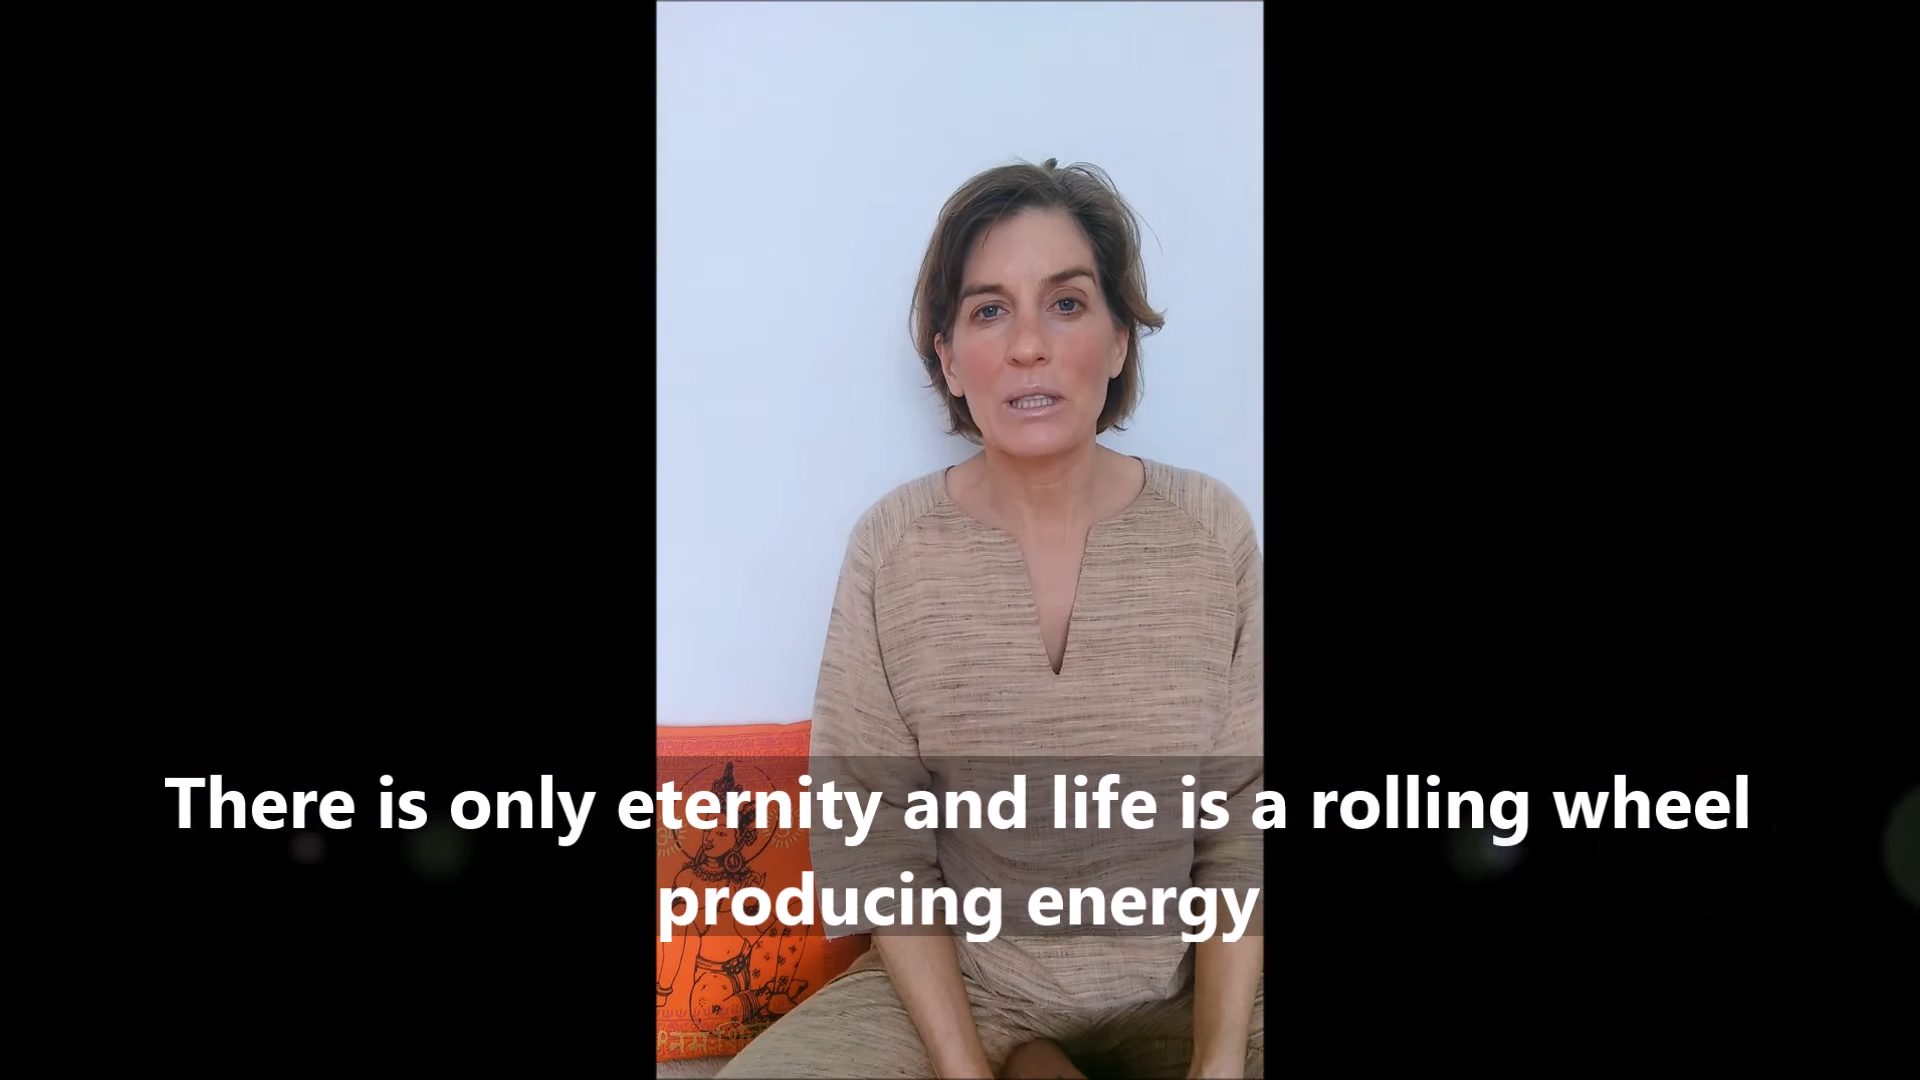 There is only eternity and life is a rolling wheel
producing energy